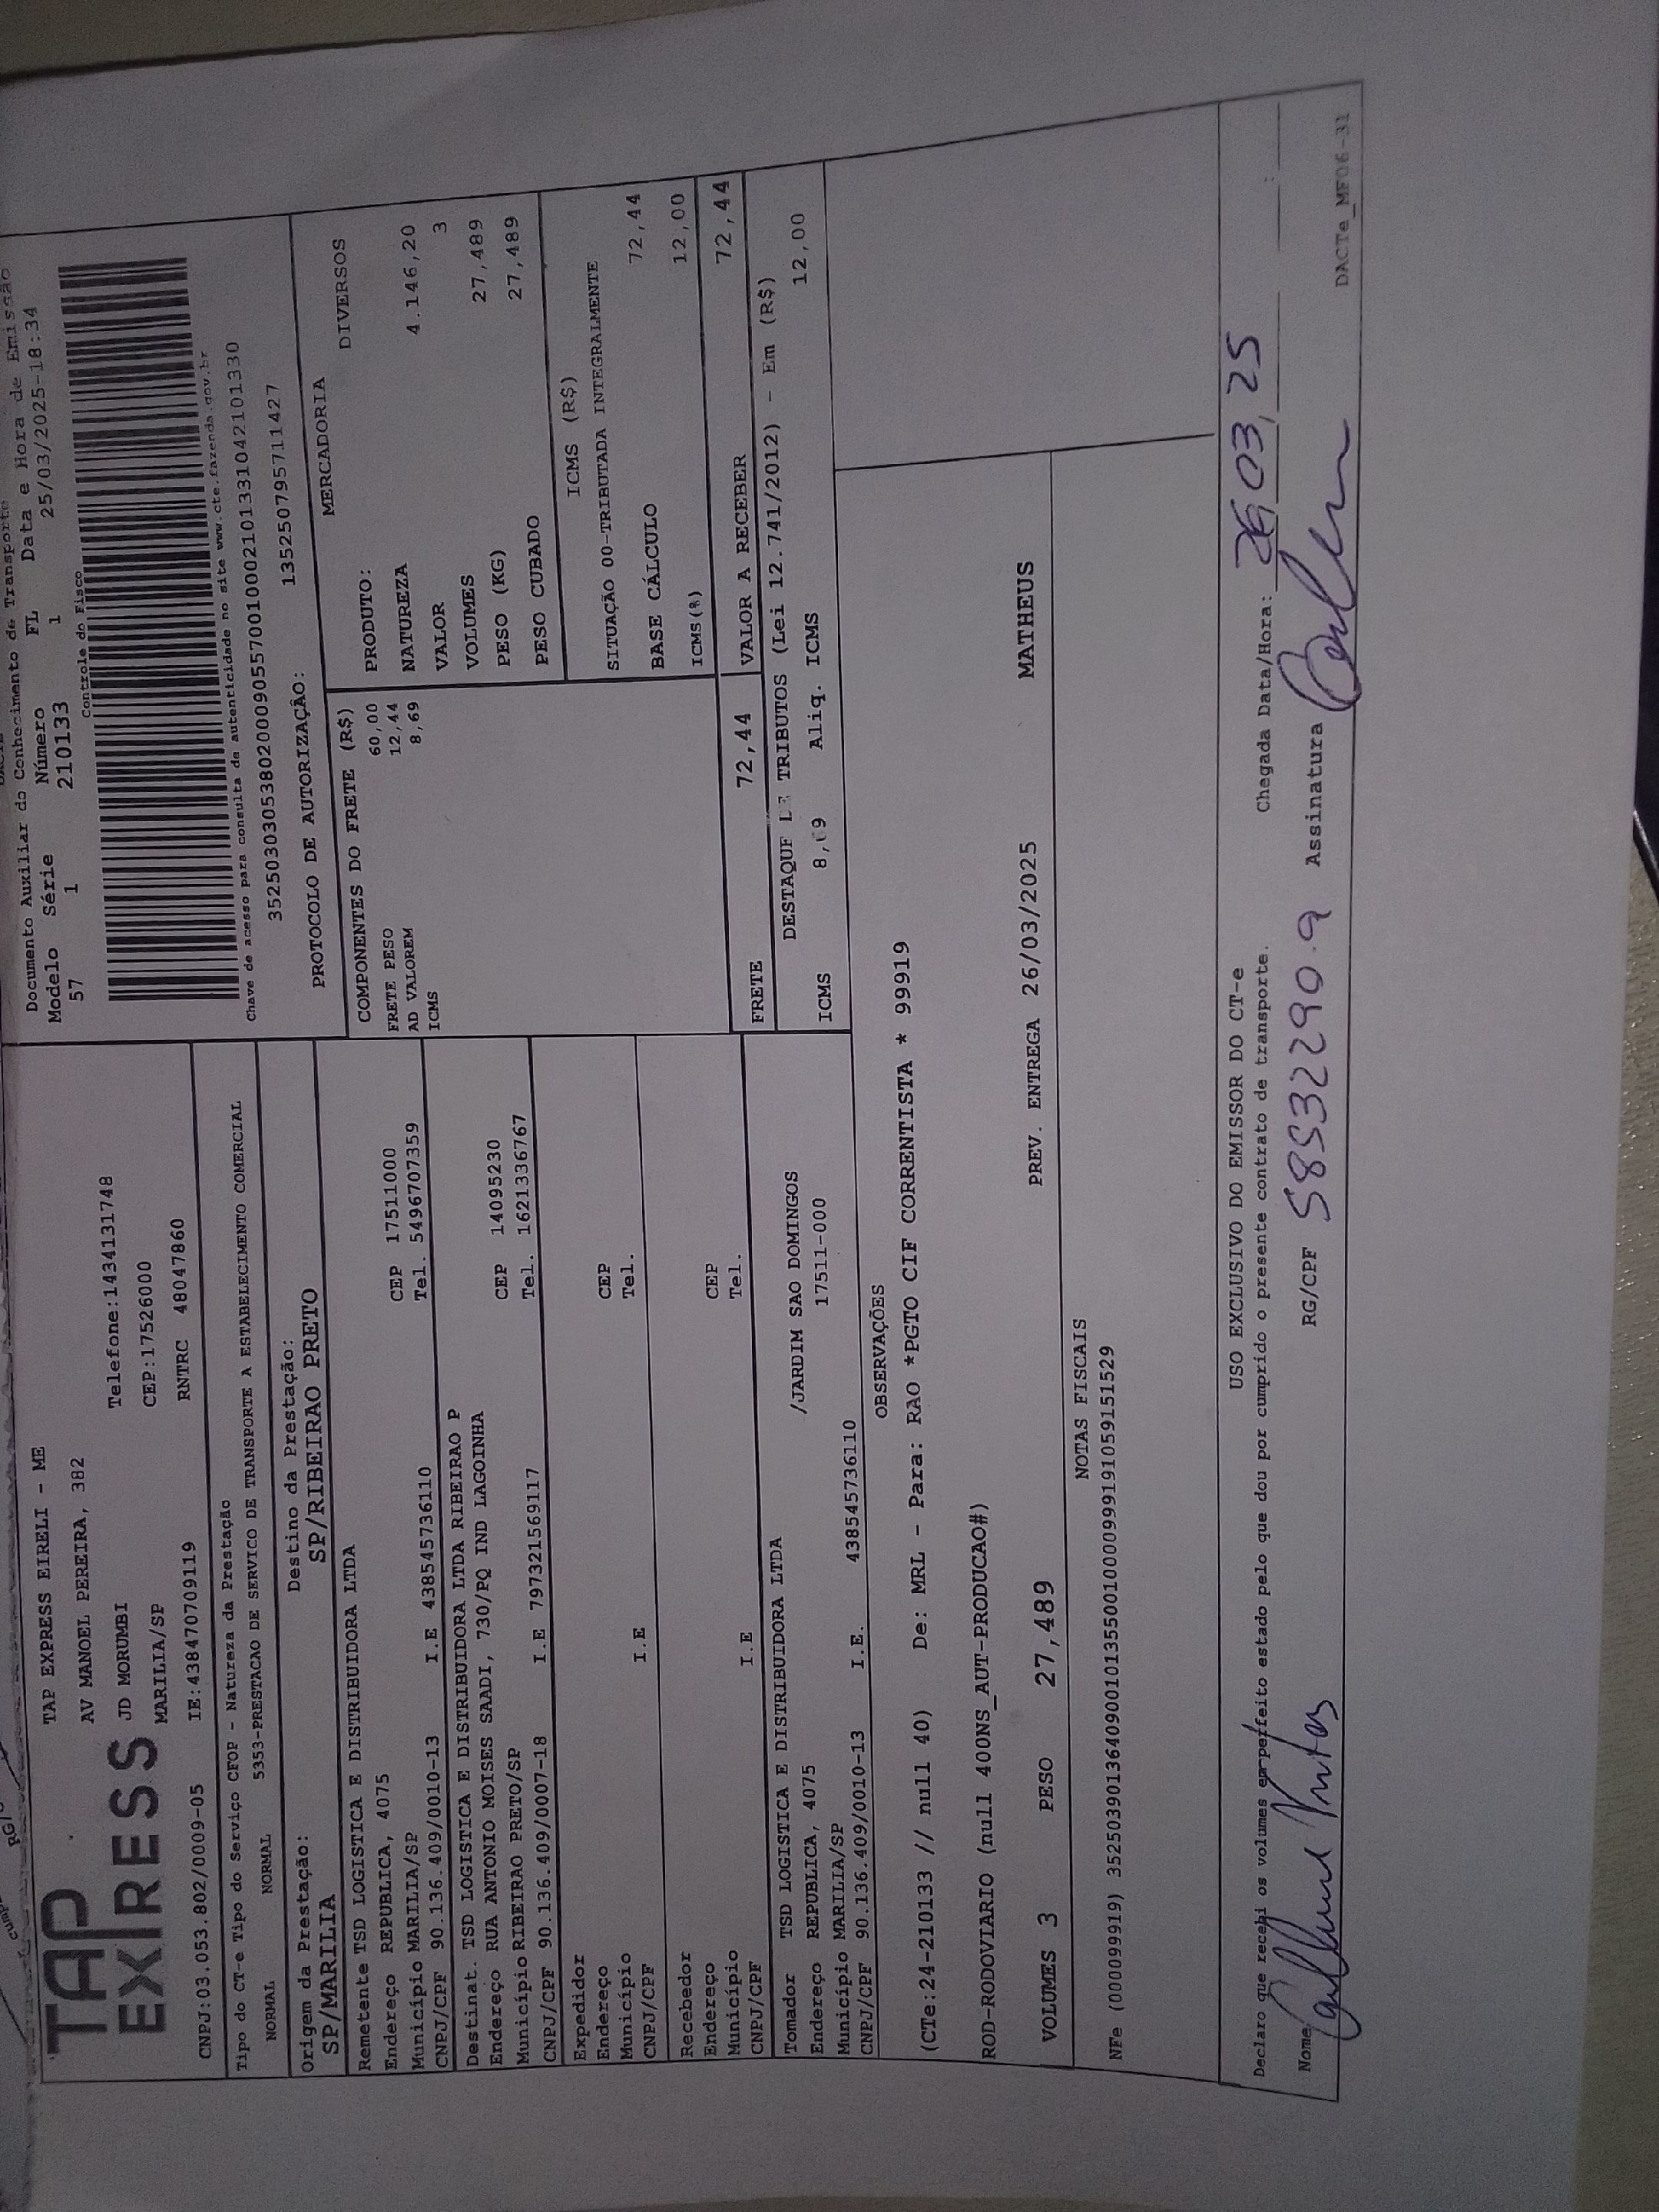 Documento Auxiliar do Conhecimento de Transporte
Modelo Série Número FL Data e Hora de Emissão
57 1 210133 1 25/03/2025-18:34
Controle do Fisco
TAP
EXPRESS
TAP EXPRESS EIRELI - ME
AV MANOEL PEREIRA, 382
JD MORUMBI Telefone:1434131748
MARILIA/SP CEP:17526000
CNPJ:03.053.802/0009-05 IE:438470709119 RNTRC 48047860
Chave de acesso para consulta de autenticidade no site www.cte.fazenda.gov.br
35250303053802000905570010002101331042101330
PROTOCOLO DE AUTORIZAÇÃO: 135250795711427
Tipo do CT-e Tipo do Serviço CFOP - Natureza da Prestação
NORMAL NORMAL 5353-PRESTACAO DE SERVICO DE TRANSPORTE A ESTABELECIMENTO COMERCIAL
Origem da Prestação: Destino da Prestação:
SP/MARILIA SP/RIBEIRAO PRETO
Remetente TSD LOGISTICA E DISTRIBUIDORA LTDA
Endereço REPUBLICA, 4075 CEP 17511000
Município MARILIA/SP Tel. 5496707359
CNPJ/CPF 90.136.409/0010-13 I.E 438545736110
Destinat. TSD LOGISTICA E DISTRIBUIDORA LTDA RIBEIRAO P
Endereço RUA ANTONIO MOISES SAADI, 730/PQ IND LAGOINHA CEP 14095230
Município RIBEIRAO PRETO/SP Tel. 1621336767
CNPJ/CPF 90.136.409/0007-18 I.E 797321569117
Expedidor
Endereço CEP
Município Tel.
CNPJ/CPF I.E
Recebedor
Endereço CEP
Município Tel.
CNPJ/CPF I.E
Tomador TSD LOGISTICA E DISTRIBUIDORA LTDA
Endereço REPUBLICA, 4075 /JARDIM SAO DOMINGOS
Município MARILIA/SP 17511-000
CNPJ/CPF 90.136.409/0010-13 I.E. 438545736110
COMPONENTES DO FRETE (R$)
FRETE PESO 60,00
AD VALOREM 12,44
ICMS 8,69
MERCADORIA
PRODUTO: DIVERSOS
NATUREZA
VALOR 4.146,20
VOLUMES 3
PESO (KG) 27,489
PESO CUBADO 27,489
ICMS (R$)
SITUAÇÃO 00-TRIBUTADA INTEGRALMENTE
BASE CÁLCULO 72,44
ICMS(%) 12,00
FRETE 72,44 VALOR A RECEBER 72,44
DESTAQUE DE TRIBUTOS (Lei 12.741/2012) - Em (R$)
ICMS 8,69 Aliq. ICMS 12,00
OBSERVAÇÕES
(CTe:24-210133 // null 40) De: MRL - Para: RAO *PGTO CIF CORRENTISTA * 99919
ROD-RODOVIARIO (null 400NS_AUT-PRODUCAO#)
VOLUMES 3 PESO 27,489 PREV. ENTREGA 26/03/2025 MATHEUS
NOTAS FISCAIS
NFe (000099919) 35250390136409001013550010000999191059151529
USO EXCLUSIVO DO EMISSOR DO CT-e
Declaro que recebi os volumes em perfeito estado pelo que dou por cumprido o presente contrato de transporte. Chegada Data/Hora: 26/03/25 :
Nome RG/CPF 5853290.9 Assinatura
DACTe_MF06-31